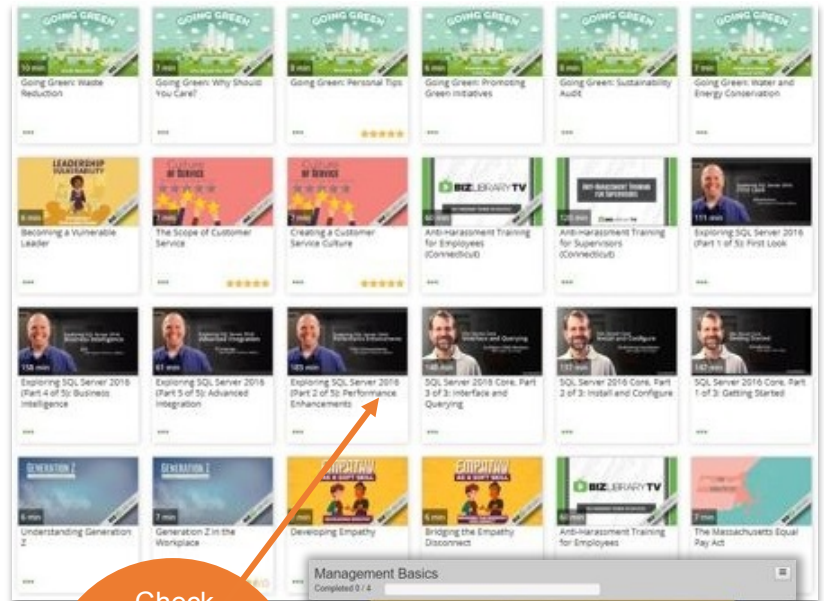 GOING GREEN
GOING GREEN
GOING GREEN
GOING GREEN
GOING GREEN
GOING GREEN
10 min
7 min
8 min
6 min
8 min
7 min
Going Green: Waste
Reduction
Going Green: Why Should
You Care?
Going Green: Personal Tips
Going Green: Promoting
Green Initiatives
Going Green: Sustainability
Audit
Going Green: Water and
Energy Conservation
LEADERSHIP
VULNERABILITY
Culture
OF SERVICE
Culture
OF SERVICE
BIZLIBRARYTV
ANTI-HARASSMENT TRAINING
FOR SUPERVISORS
6 min
7 min
7 min
60 min
120 min
111 min
Becoming a Vulnerable
Leader
The Scope of Customer
Service
Creating a Customer
Service Culture
Anti-Harassment Training
for Employees
(Connecticut)
Anti-Harassment Training
for Supervisors
(Connecticut)
Exploring SQL Server 2016
(Part 1 of 5): First Look
158 min
61 min
185 min
140 min
137 min
147 min
Exploring SQL Server 2016
(Part 4 of 5): Business
Intelligence
Exploring SQL Server 2016
(Part 5 of 5): Advanced
Integration
Exploring SQL Server 2016
(Part 2 of 5): Performance
Enhancements
SQL Server 2016 Core, Part
3 of 3: Interface and
Querying
SQL Server 2016 Core, Part
2 of 3: Install and Configure
SQL Server 2016 Core, Part
1 of 3: Getting Started
GENERATION Z
GENERATION Z
EMPATHY
AS A SOFT SKILL
EMPATHY
AS A SOFT SKILL
BIZLIBRARYTV
6 min
7 min
6 min
60 min
7 min
Understanding Generation
Z
Generation Z in the
Workplace
Developing Empathy
Bridging the Empathy
Disconnect
Anti-Harassment Training
for Employees
The Massachusetts Equal
Pay Act
Check
Management Basics
Completed 0 / 4